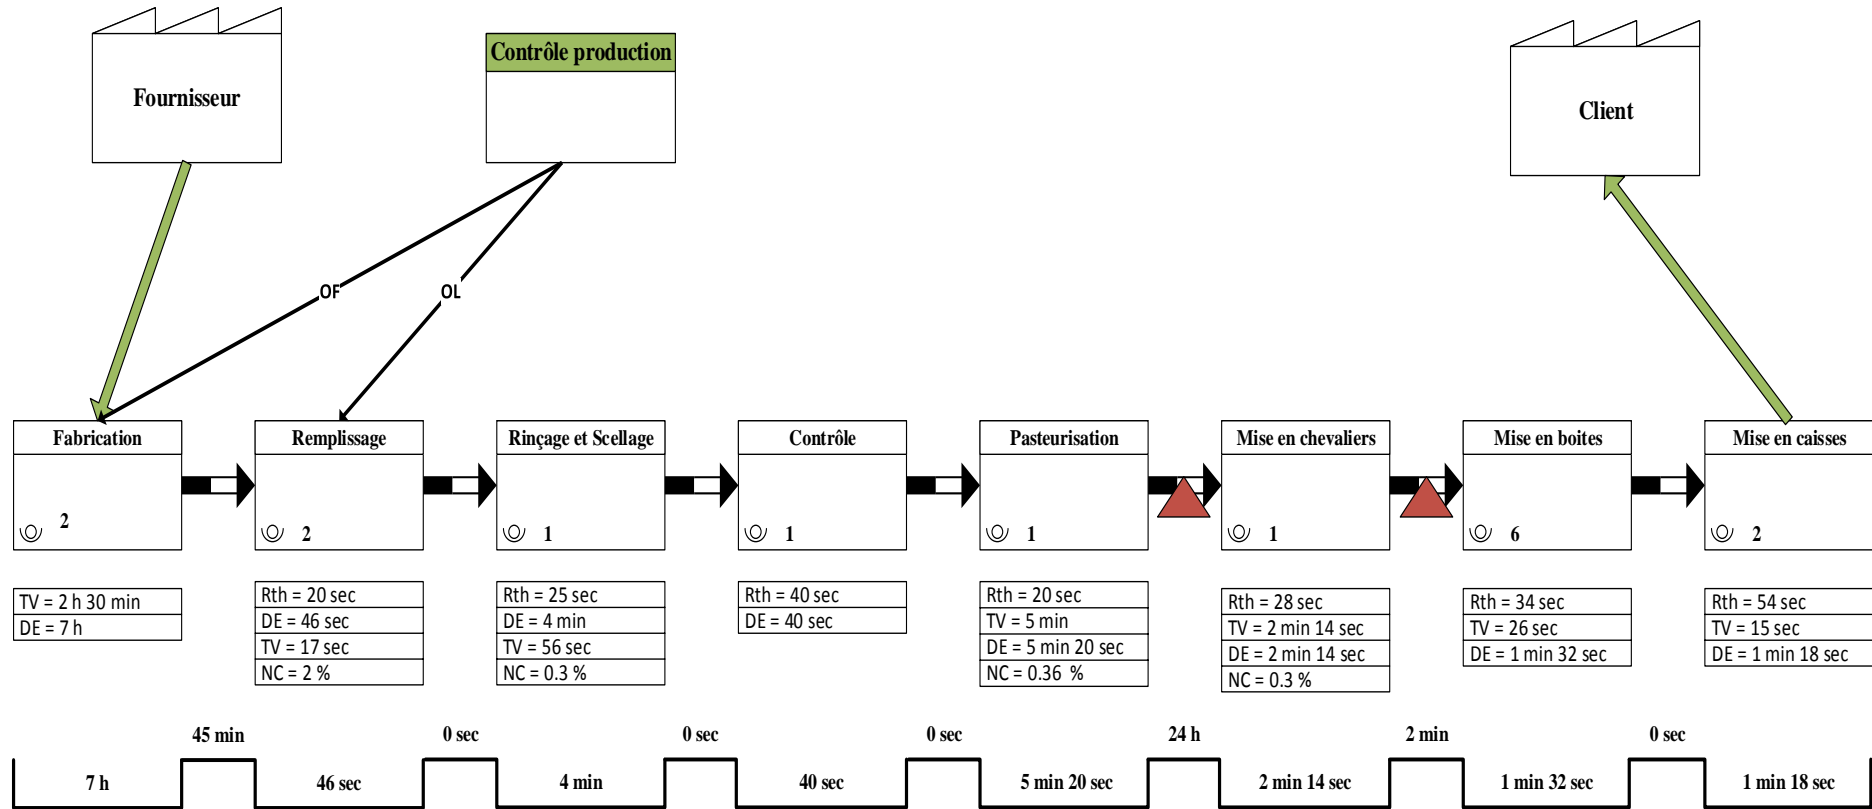 Fournisseur
Contrôle production
Client
OF
OL
Fabrication
2
Remplissage
2
Rinçage et Scellage
1
Contrôle
1
Pasteurisation
1
Mise en chevaliers
1
Mise en boites
6
Mise en caisses
2
TV = 2 h 30 min
DE = 7 h
Rth = 20 sec
DE = 46 sec
TV = 17 sec
NC = 2 %
Rth = 25 sec
DE = 4 min
TV = 56 sec
NC = 0.3 %
Rth = 40 sec
DE = 40 sec
Rth = 20 sec
TV = 5 min
DE = 5 min 20 sec
NC = 0.36 %
Rth = 28 sec
TV = 2 min 14 sec
DE = 2 min 14 sec
NC = 0.3 %
Rth = 34 sec
TV = 26 sec
DE = 1 min 32 sec
Rth = 54 sec
TV = 15 sec
DE = 1 min 18 sec
45 min
0 sec
0 sec
0 sec
24 h
2 min
0 sec
7 h
46 sec
4 min
40 sec
5 min 20 sec
2 min 14 sec
1 min 32 sec
1 min 18 sec